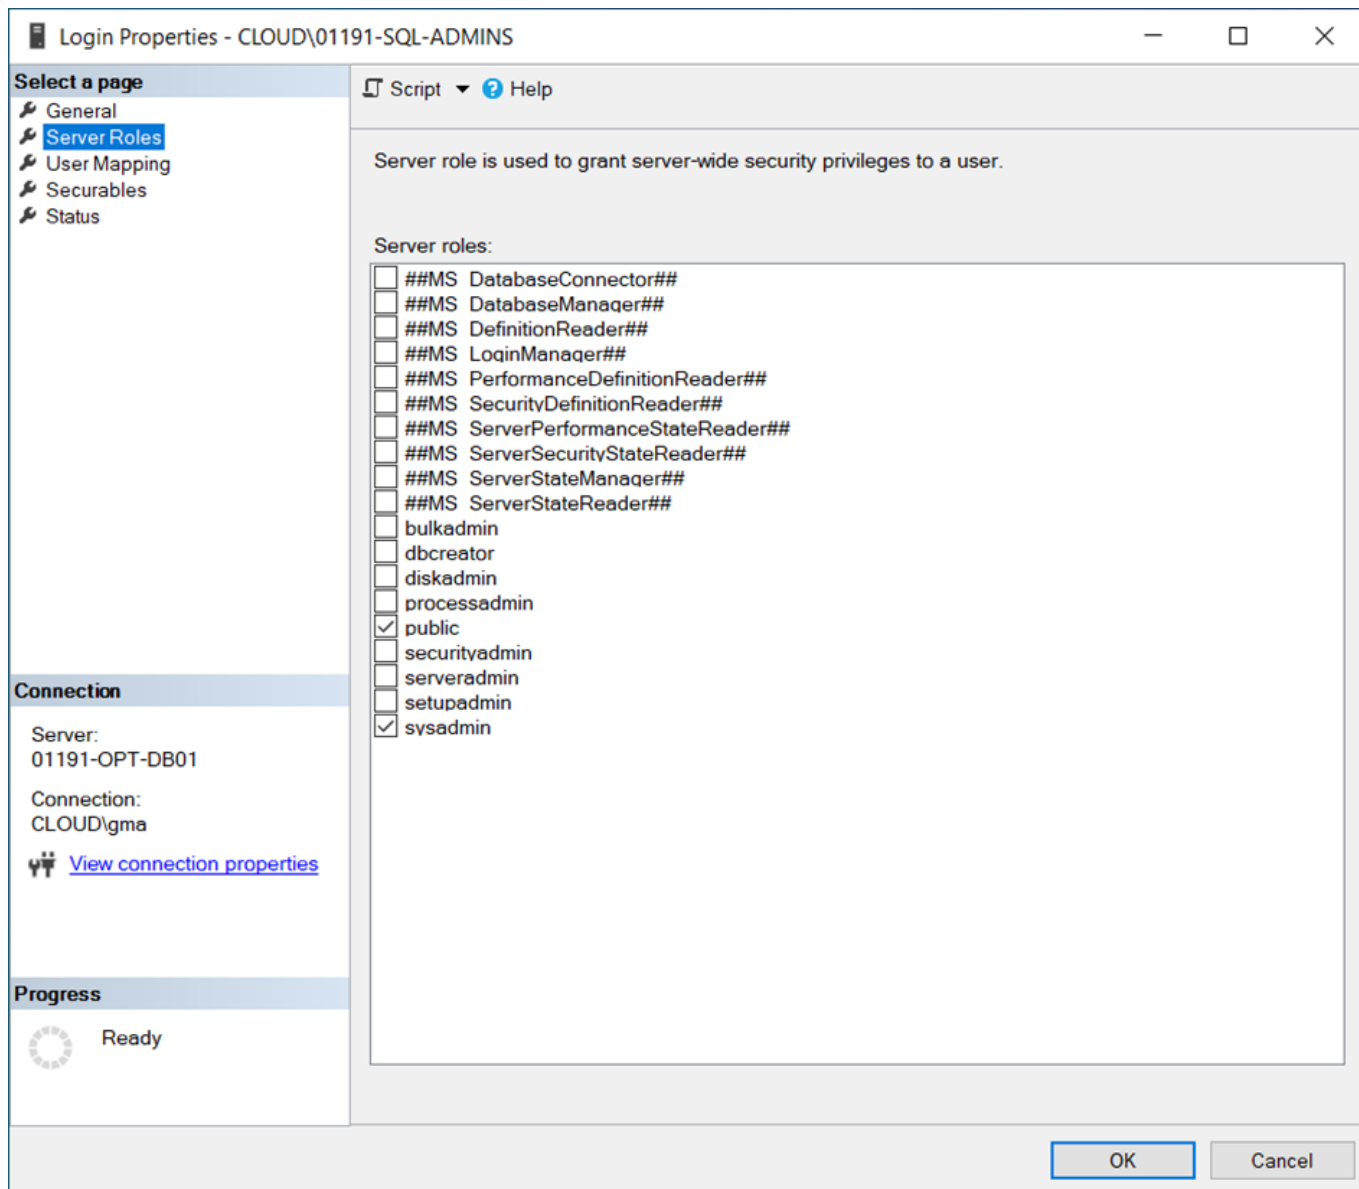 Login Properties - CLOUD\01191-SQL-ADMINS
Select a page
General
Server Roles
User Mapping
Securables
Status
Script
Help
Server role is used to grant server-wide security privileges to a user.
Server roles:
##MS_DatabaseConnector##
##MS_DatabaseManager##
##MS_DefinitionReader##
##MS_LoginManager##
##MS_PerformanceDefinitionReader##
##MS_SecurityDefinitionReader##
##MS_ServerPerformanceStateReader##
##MS_ServerSecurityStateReader##
##MS_ServerStateManager##
##MS_ServerStateReader##
bulkadmin
dbcreator
diskadmin
processadmin
public
securityadmin
serveradmin
setupadmin
sysadmin
Connection
Server:
01191-OPT-DB01
Connection:
CLOUD\gma
View connection properties
Progress
Ready
OK
Cancel